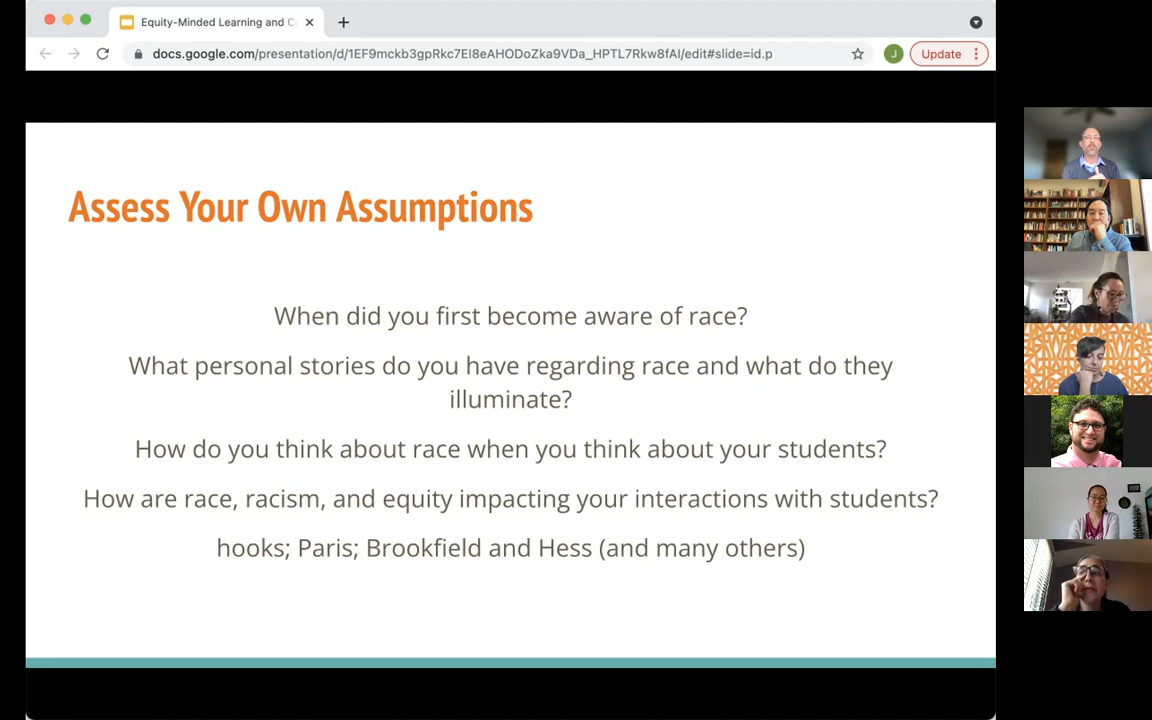 Equity-Minded Learning and C
docs.google.com/presentation/d/1EF9mckb3gpRkc7EI8eAHODoZka9VDa_HPTL7Rkw8fAI/edit#slide=id.p
J
Update
Assess Your Own Assumptions
When did you first become aware of race?
What personal stories do you have regarding race and what do they
illuminate?
How do you think about race when you think about your students?
How are race, racism, and equity impacting your interactions with students?
hooks; Paris; Brookfield and Hess (and many others)